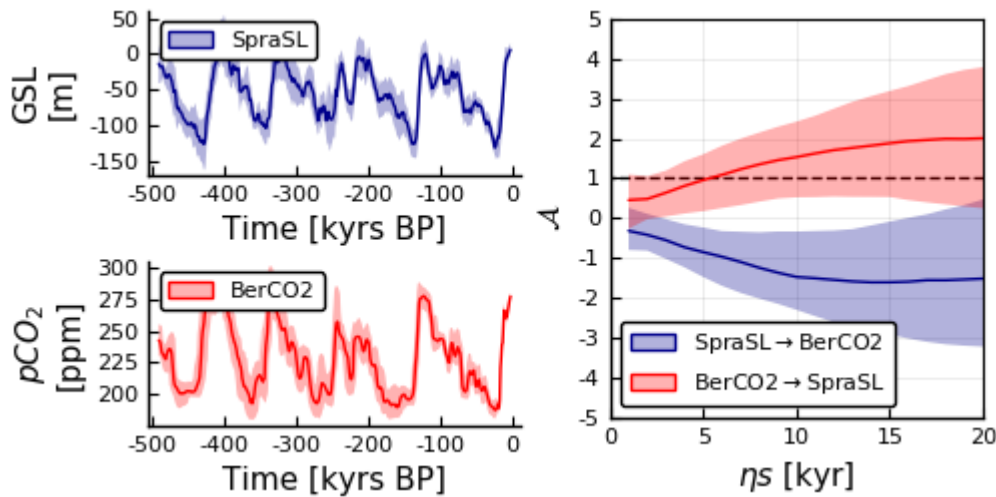 GSL
[m]
50
0
-50
-100
-150
SpraSL
-500 -400 -300 -200 -100 0
Time [kyrs BP]
pCO₂
[ppm]
300
275
250
225
200
BerCO2
-500 -400 -300 -200 -100 0
Time [kyrs BP]
𝒜
5
4
3
2
1
0
-1
-2
-3
-4
-5
SpraSL → BerCO2
BerCO2 → SpraSL
0 5 10 15 20
ηs [kyr]